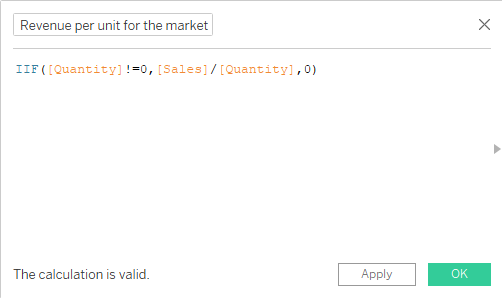 Revenue per unit for the market
IIF([Quantity]!=0,[Sales]/[Quantity],0)
The calculation is valid.
Apply
OK